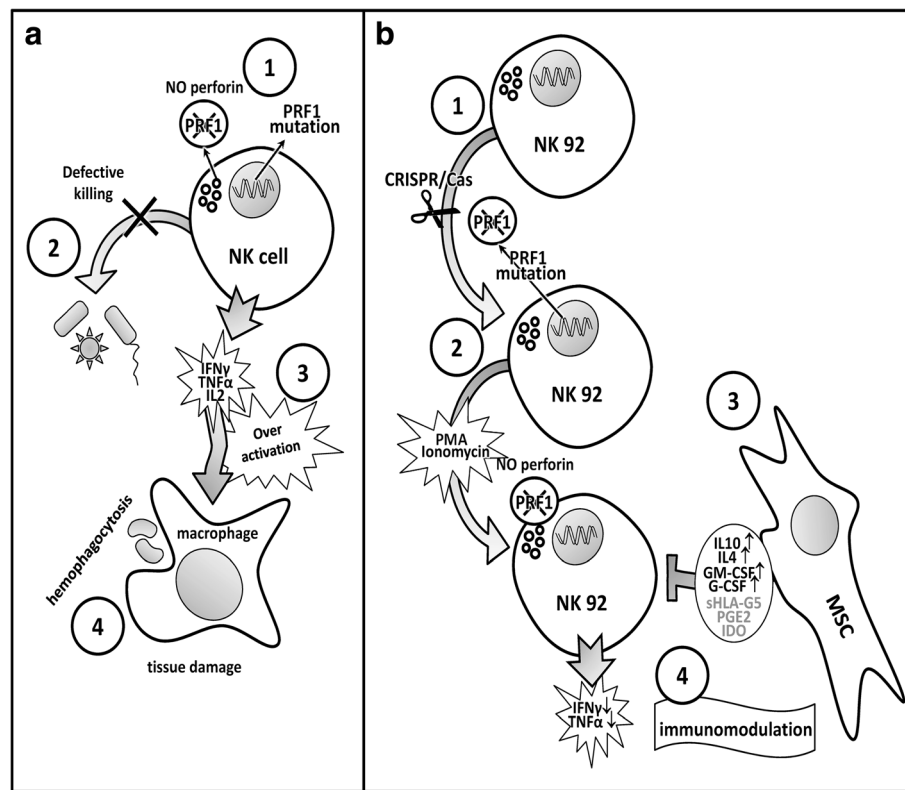 a
1
NO perforin
PRF1
PRF1
mutation
Defective
killing
2
NK cell
IFNγ
TNFα
IL2
3
Over
activation
hemophagocytosis
macrophage
4
tissue damage
b
1
NK 92
CRISPR/Cas
PRF1
PRF1
mutation
2
NK 92
PMA
Ionomycin
NO perforin
PRF1
NK 92
3
IL10↑
IL4↑
GM-CSF↑
G-CSF↑
sHLA-G5
PGE2
IDO
MSC
4
IFNγ↓
TNFα↓
immunomodulation